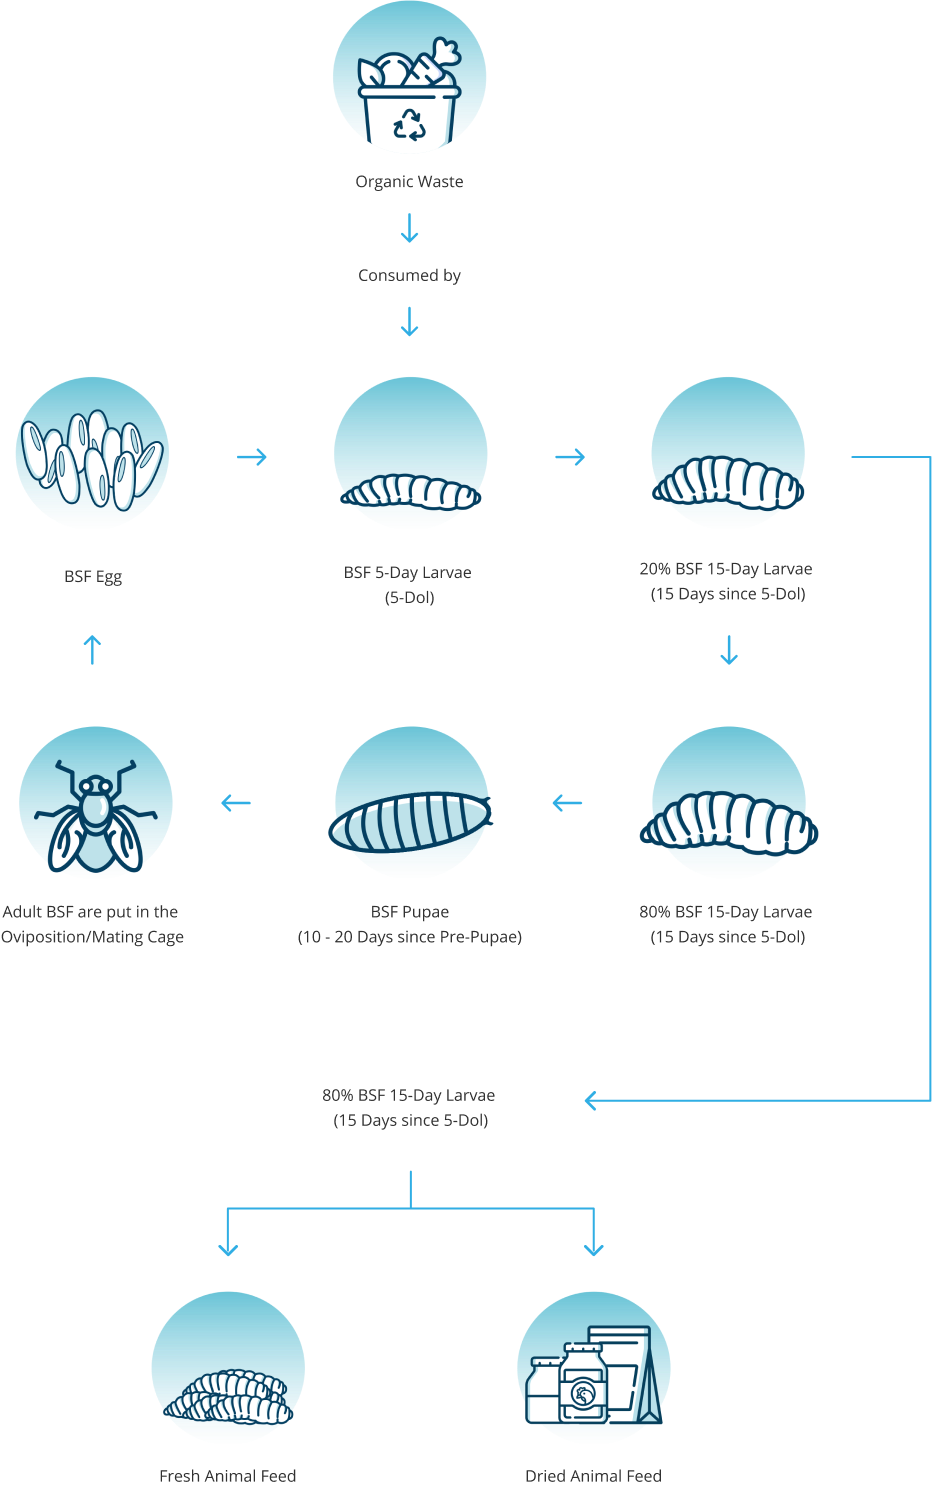 Organic Waste
Consumed by
BSF Egg
BSF 5-Day Larvae
(5-Dol)
20% BSF 15-Day Larvae
(15 Days since 5-Dol)
Adult BSF are put in the
Oviposition/Mating Cage
BSF Pupae
(10 - 20 Days since Pre-Pupae)
80% BSF 15-Day Larvae
(15 Days since 5-Dol)
80% BSF 15-Day Larvae
(15 Days since 5-Dol)
Fresh Animal Feed
Dried Animal Feed